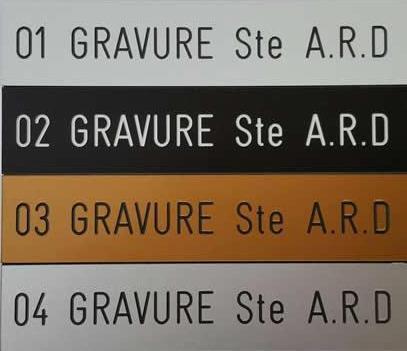 01 GRAVURE Ste A.R.D
02 GRAVURE Ste A.R.D
03 GRAVURE Ste A.R.D
04 GRAVURE Ste A.R.D